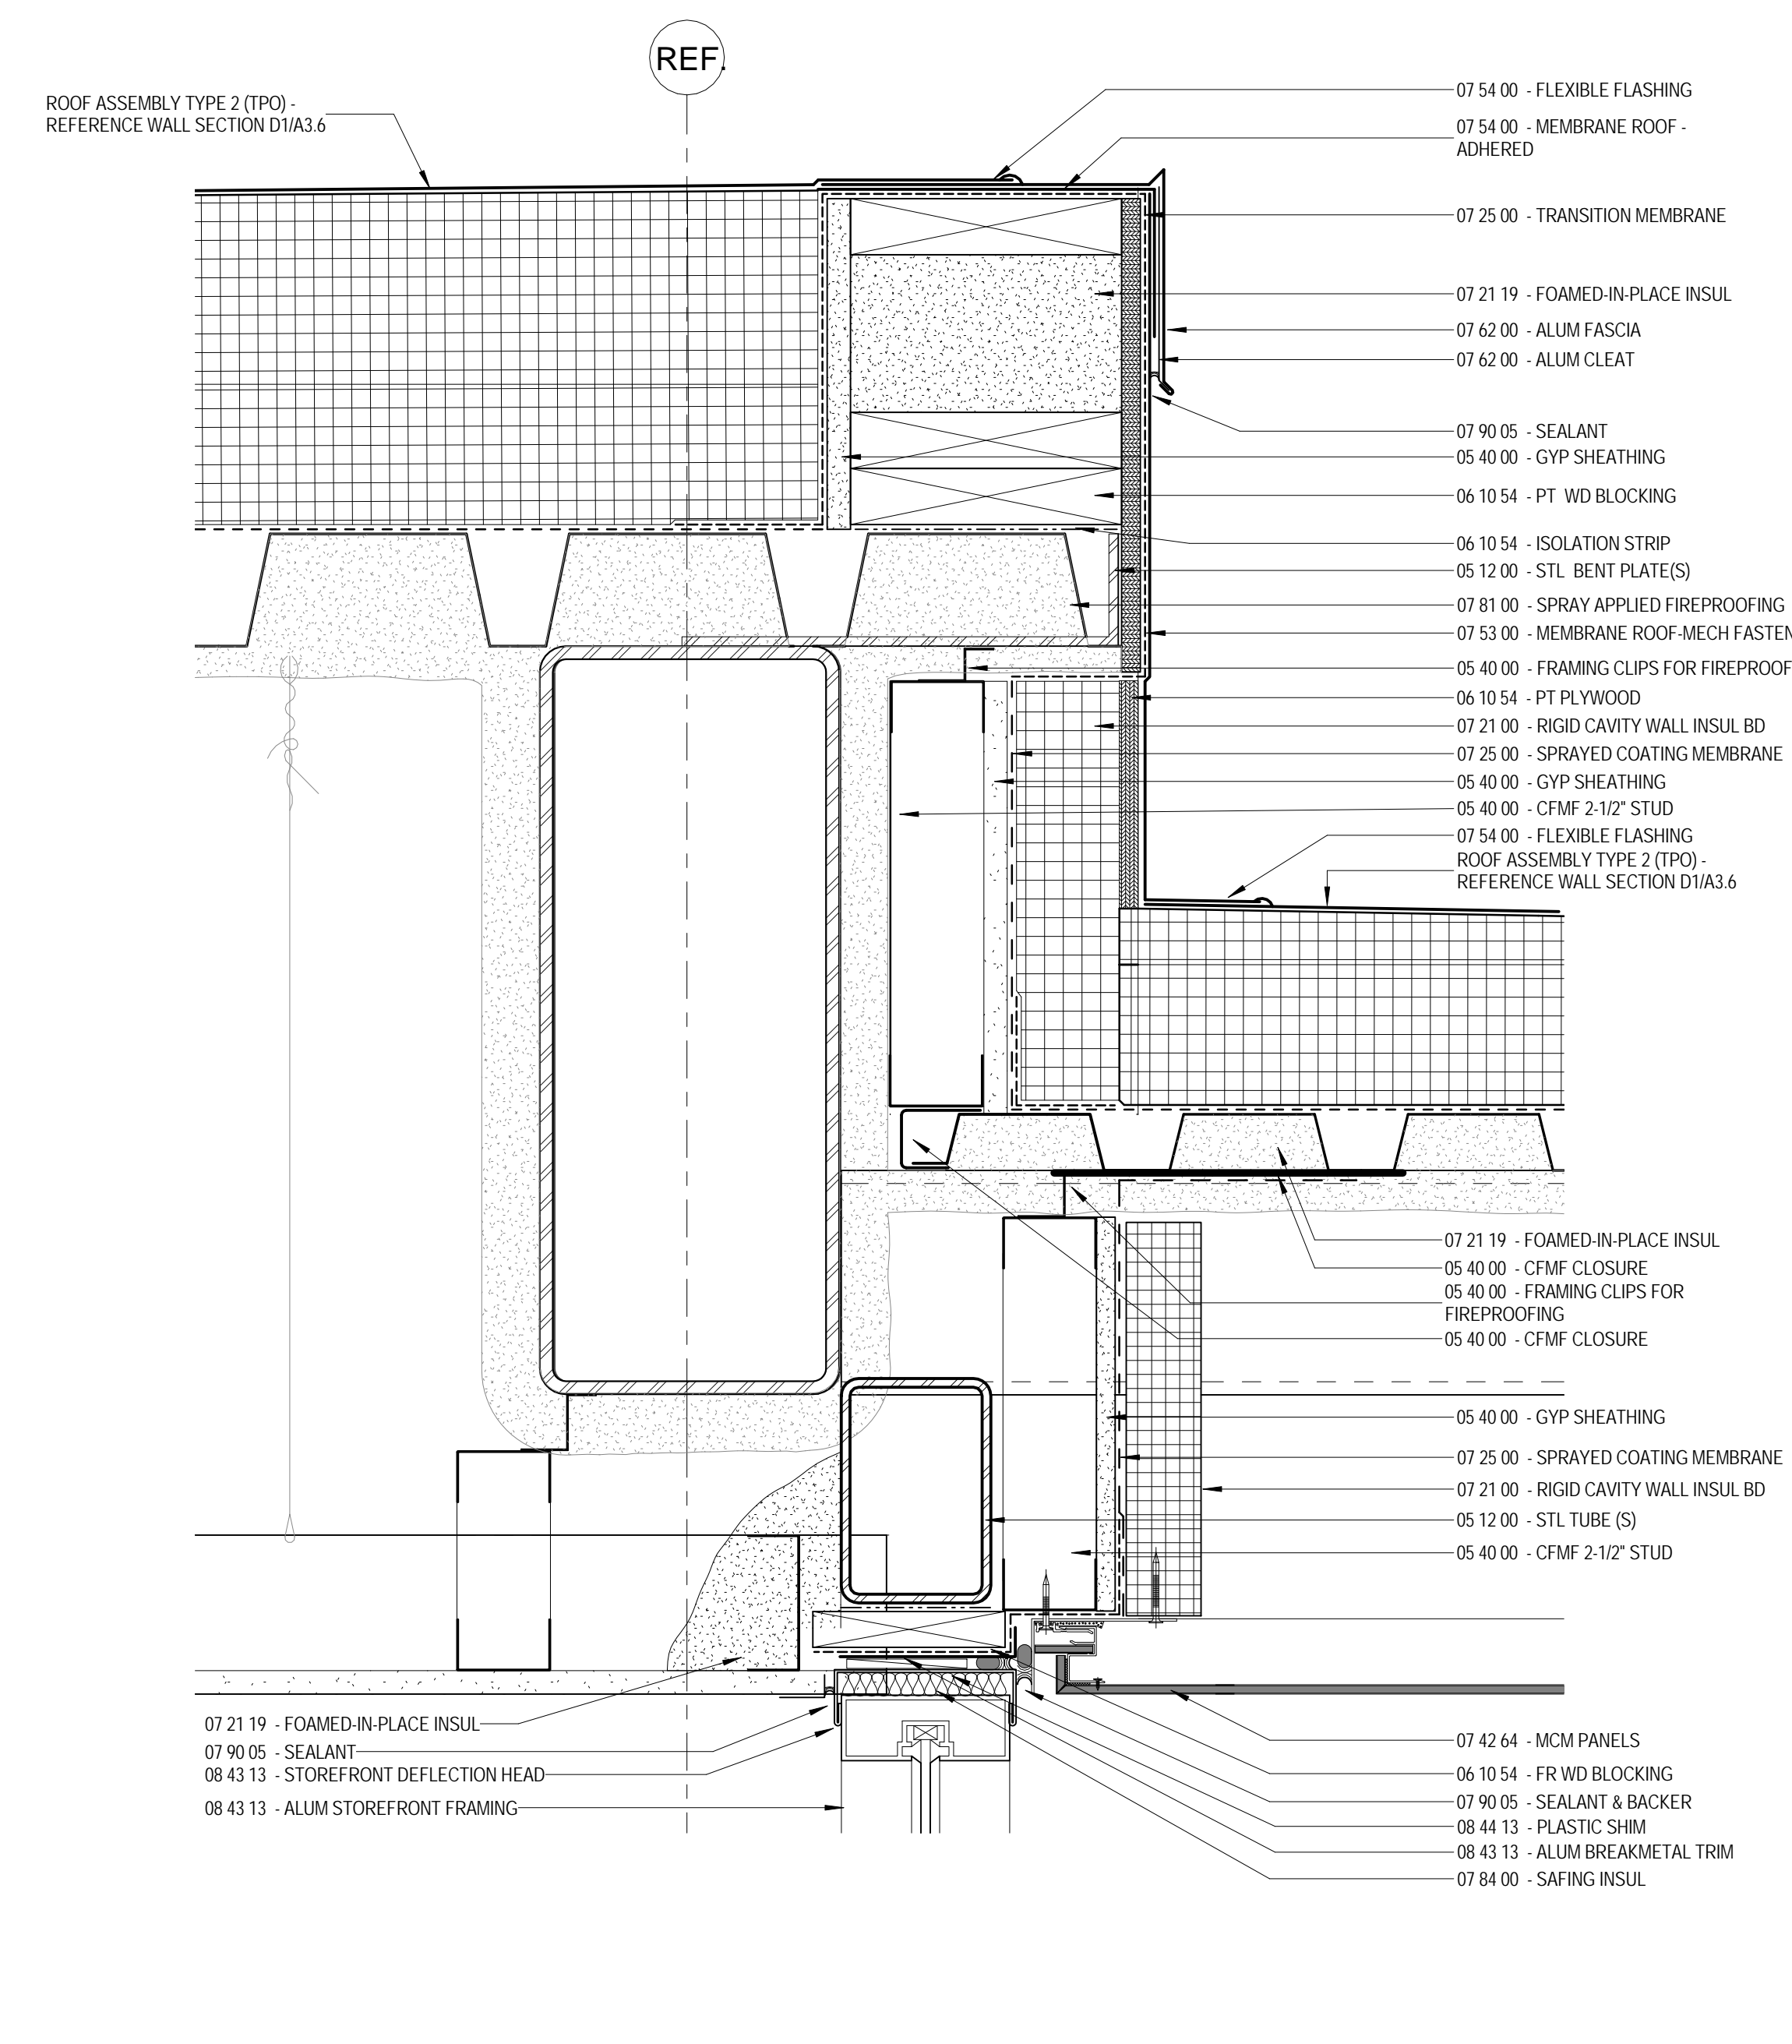 REF.
ROOF ASSEMBLY TYPE 2 (TPO) -
REFERENCE WALL SECTION D1/A3.6
07 54 00 - FLEXIBLE FLASHING
07 54 00 - MEMBRANE ROOF -
ADHERED
07 25 00 - TRANSITION MEMBRANE
07 21 19 - FOAMED-IN-PLACE INSUL
07 62 00 - ALUM FASCIA
07 62 00 - ALUM CLEAT
07 90 05 - SEALANT
05 40 00 - GYP SHEATHING
06 10 54 - PT WD BLOCKING
06 10 54 - ISOLATION STRIP
05 12 00 - STL BENT PLATE(S)
07 81 00 - SPRAY APPLIED FIREPROOFING
07 53 00 - MEMBRANE ROOF-MECH FASTEN
05 40 00 - FRAMING CLIPS FOR FIREPROOF
06 10 54 - PT PLYWOOD
07 21 00 - RIGID CAVITY WALL INSUL BD
07 25 00 - SPRAYED COATING MEMBRANE
05 40 00 - GYP SHEATHING
05 40 00 - CFMF 2-1/2" STUD
07 54 00 - FLEXIBLE FLASHING
ROOF ASSEMBLY TYPE 2 (TPO) -
REFERENCE WALL SECTION D1/A3.6
07 21 19 - FOAMED-IN-PLACE INSUL
05 40 00 - CFMF CLOSURE
05 40 00 - FRAMING CLIPS FOR
FIREPROOFING
05 40 00 - CFMF CLOSURE
05 40 00 - GYP SHEATHING
07 25 00 - SPRAYED COATING MEMBRANE
07 21 00 - RIGID CAVITY WALL INSUL BD
05 12 00 - STL TUBE (S)
05 40 00 - CFMF 2-1/2" STUD
07 21 19 - FOAMED-IN-PLACE INSUL
07 90 05 - SEALANT
08 43 13 - STOREFRONT DEFLECTION HEAD
08 43 13 - ALUM STOREFRONT FRAMING
07 42 64 - MCM PANELS
06 10 54 - FR WD BLOCKING
07 90 05 - SEALANT & BACKER
08 44 13 - PLASTIC SHIM
08 43 13 - ALUM BREAKMETAL TRIM
07 84 00 - SAFING INSUL